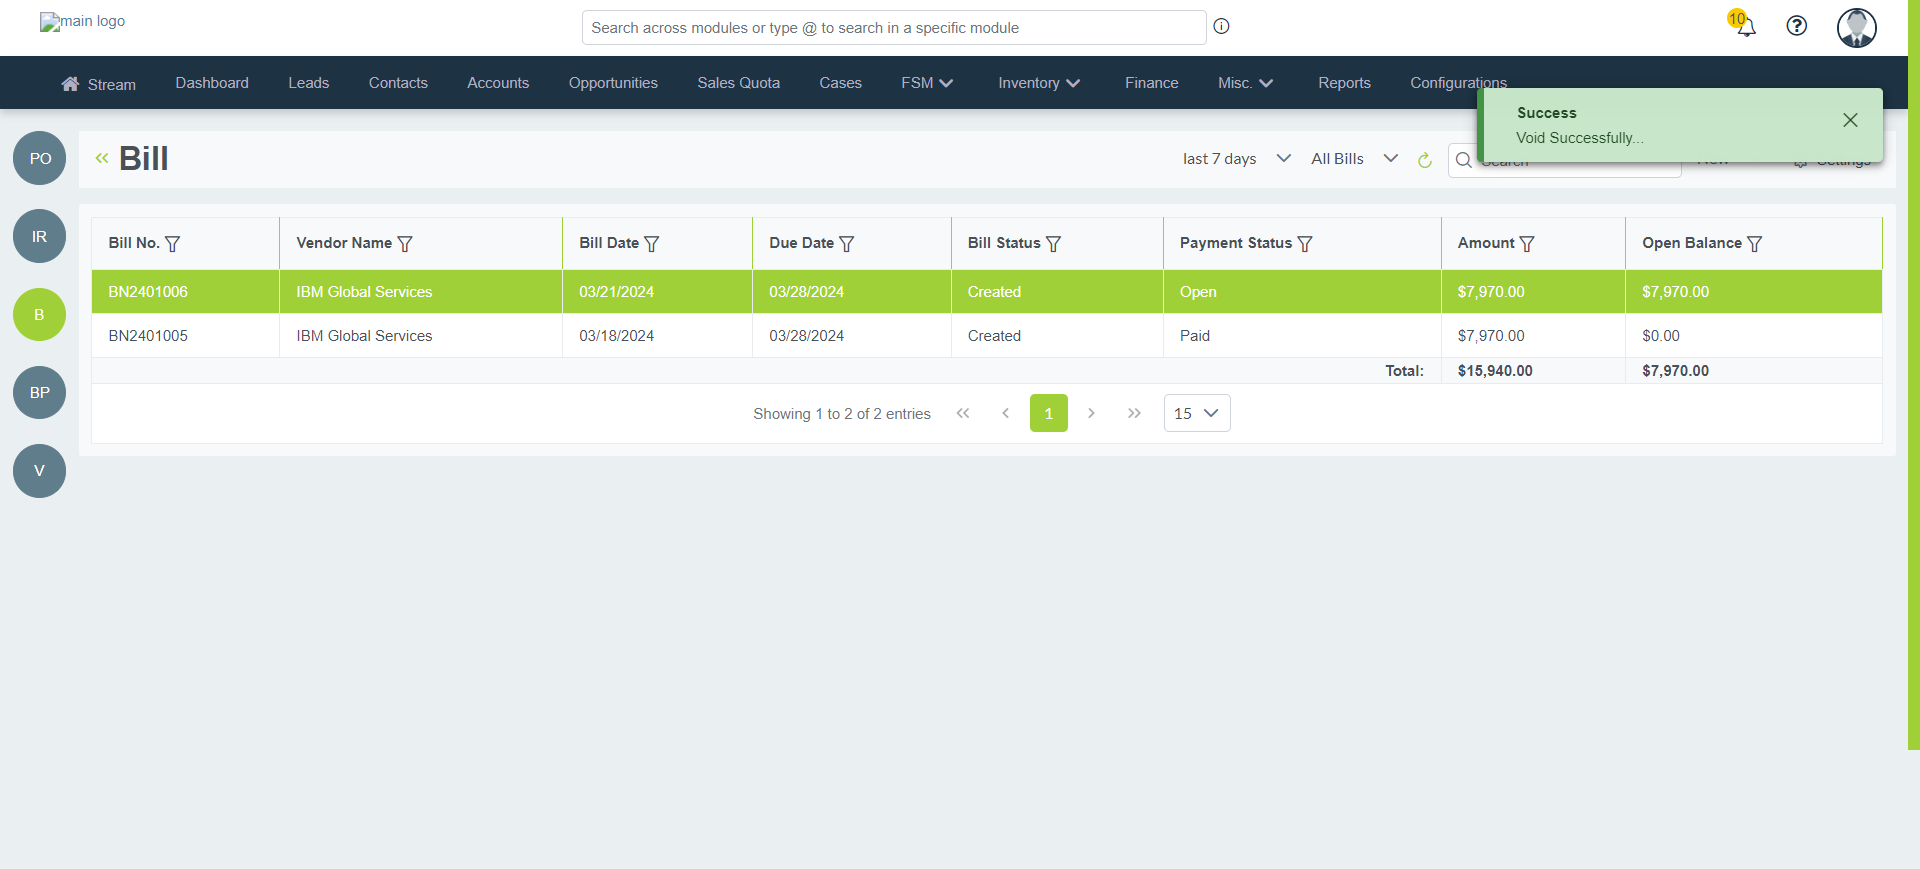 main logo
Search across modules or type @ to search in a specific module
10
Stream Dashboard Leads Contacts Accounts Opportunities Sales Quota Cases FSM Inventory Finance Misc. Reports Configurations
Success
Void Successfully...
PO
Bill
last 7 days All Bills Search New Settings
IR
B
BP
V
Bill No. Vendor Name Bill Date Due Date Bill Status Payment Status Amount Open Balance
BN2401006 IBM Global Services 03/21/2024 03/28/2024 Created Open $7,970.00 $7,970.00
BN2401005 IBM Global Services 03/18/2024 03/28/2024 Created Paid $7,970.00 $0.00
Total: $15,940.00 $7,970.00
Showing 1 to 2 of 2 entries 1 15